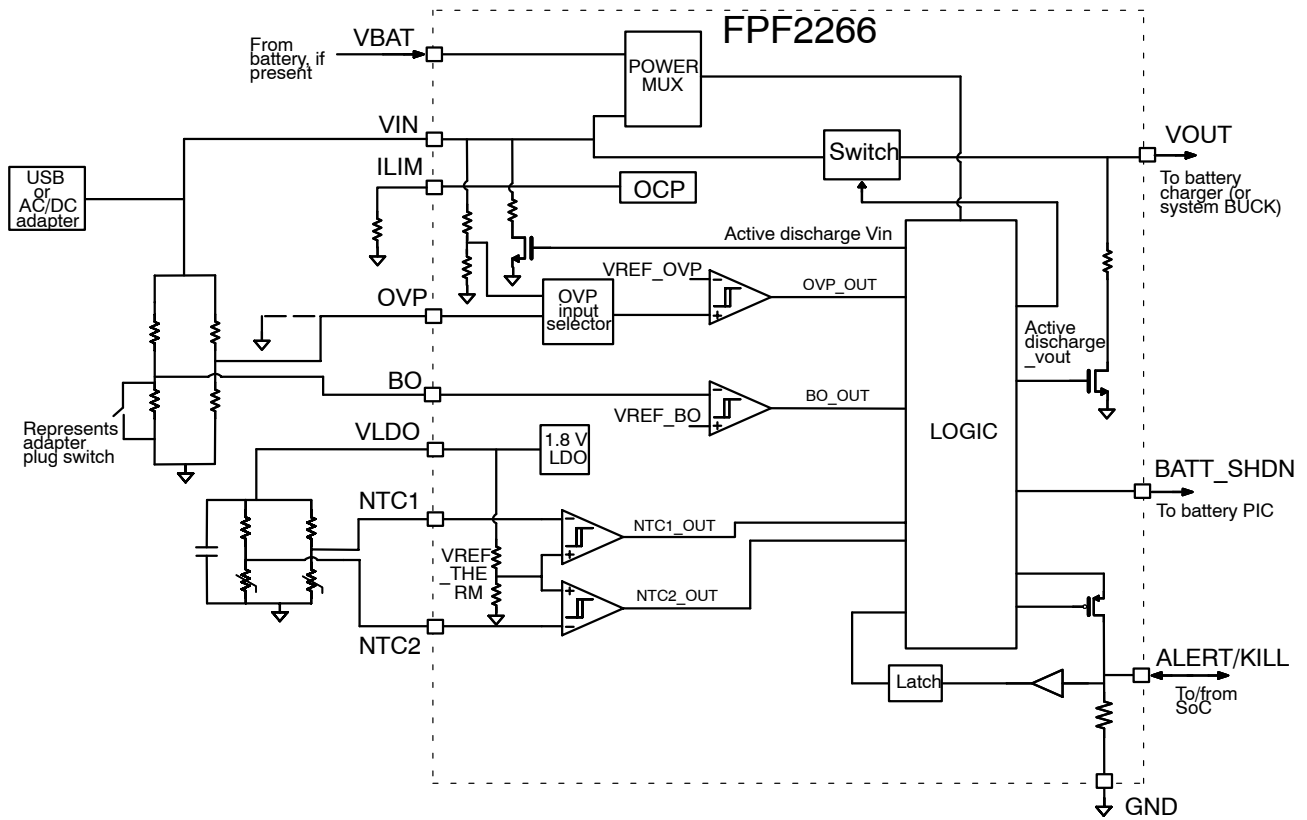 FPF2266
VBAT
From
battery, if
present
POWER
MUX
VIN
ILIM
OCP
Switch
VOUT
To battery
charger (or
system BUCK)
USB
or
AC/DC
adapter
Active discharge Vin
VREF_OVP
−
+
OVP_OUT
OVP
OVP
input
selector
Active
discharge
_vout
BO
−
+
VREF_BO
BO_OUT
LOGIC
Represents
adapter
plug switch
VLDO
1.8 V
LDO
BATT_SHDN
To battery PIC
NTC1
−
+
NTC1_OUT
VREF
_THE
RM
+
−
NTC2_OUT
NTC2
Latch
ALERT/KILL
To/from
SoC
GND